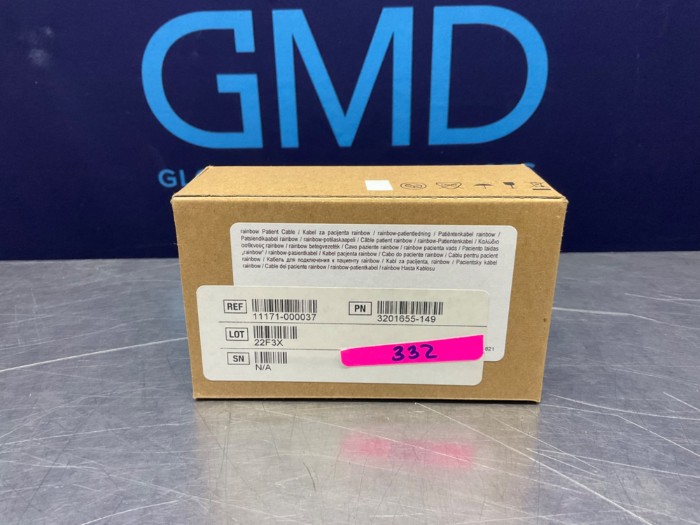 GMD
GLO
S
rainbow Patient Cable / Kabel za pacijenta rainbow / rainbow-patientledning / Patiëntenkabel rainbow /
Patsiendikaabel rainbow / rainbow-potilaskaapeli / Câble patient rainbow / rainbow-Patientenkabel / Καλώδιο
ασθενούς rainbow / rainbow betegvezeték / Cavo paziente rainbow / rainbow pacienta vads / Paciento laidas
„rainbow" / rainbow-pasientkabel / Kabel pacjenta rainbow / Cabo do paciente rainbow / Cablu pentru pacient
rainbow / Кабель для подключения к пациенту rainbow / Kábl za pacijenta, rainbow / Pacientský kábel
rainbow / Cable del paciente rainbow / rainbow-patientkabel / rainbow Hasta Kablosu
REF 11171-000037 PN 3201655-149
LOT 22F3X
SN N/A
332